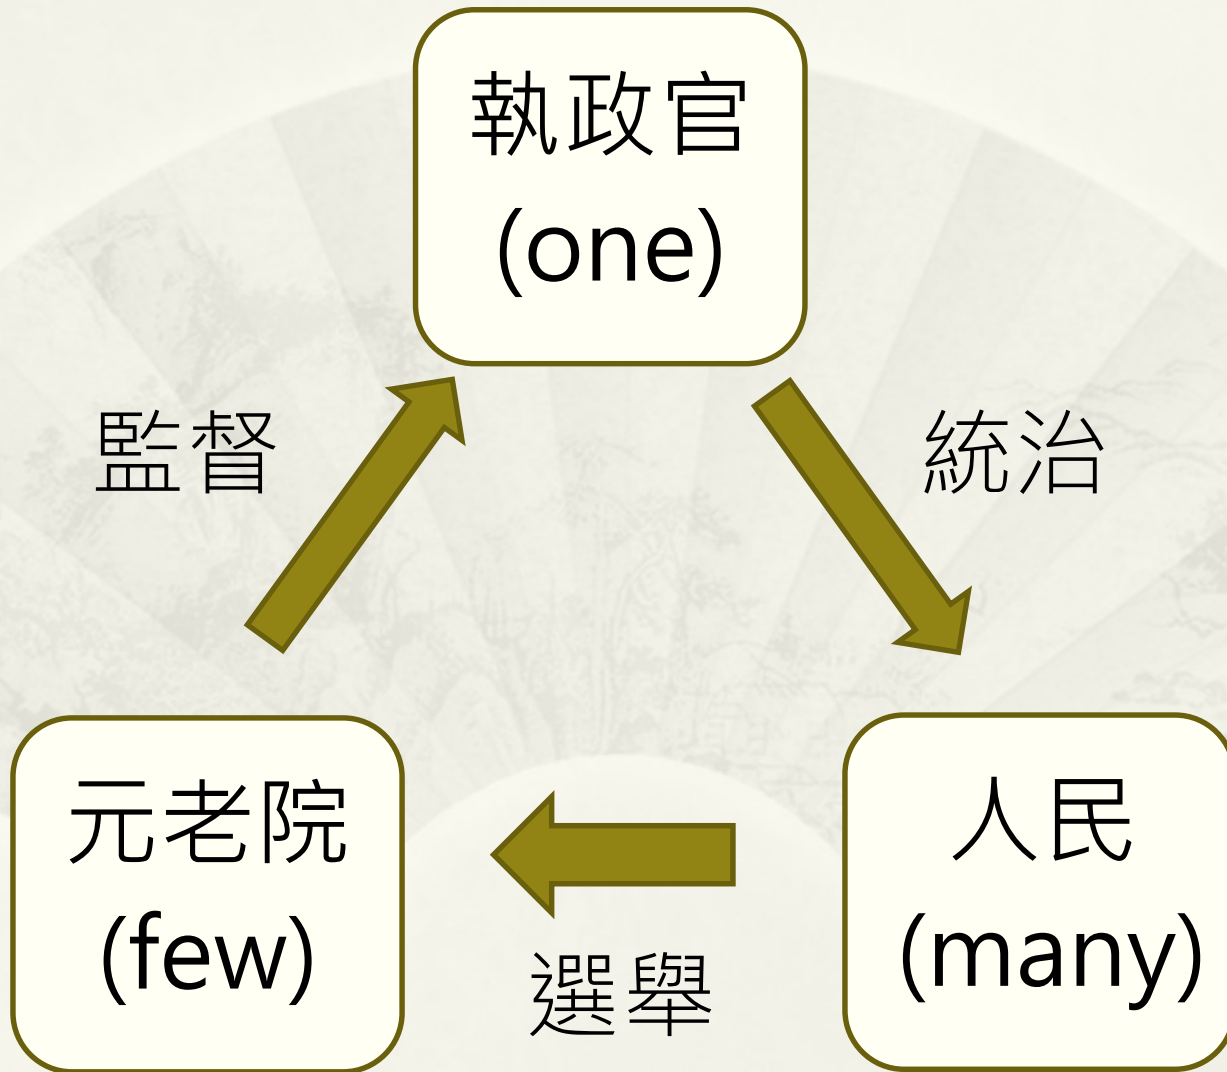 執政官
(one)
監督
統治
元老院
(few)
選舉
人民
(many)